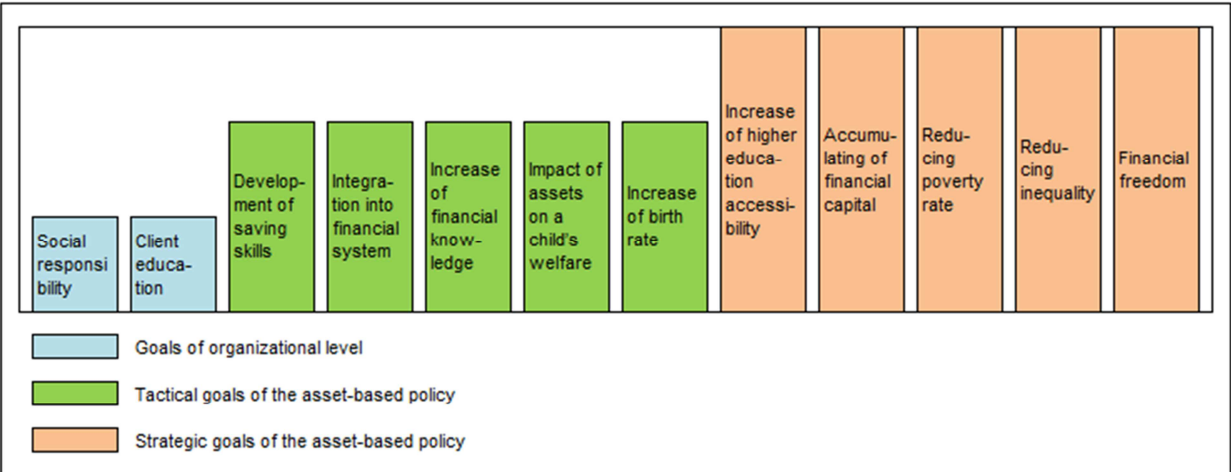 Social
responsi
bility
Client
educa-
tion
Develop-
ment of
saving
skills
Integra-
tion into
financial
system
Increase
of
financial
know-
ledge
Impact of
assets
on a
child's
welfare
Increase
of birth
rate
Increase
of higher
educa-
tion
accessi-
bility
Accumu-
lating of
financial
capital
Redu-
cing
poverty
rate
Redu-
cing
inequality
Financial
freedom
Goals of organizational level
Tactical goals of the asset-based policy
Strategic goals of the asset-based policy